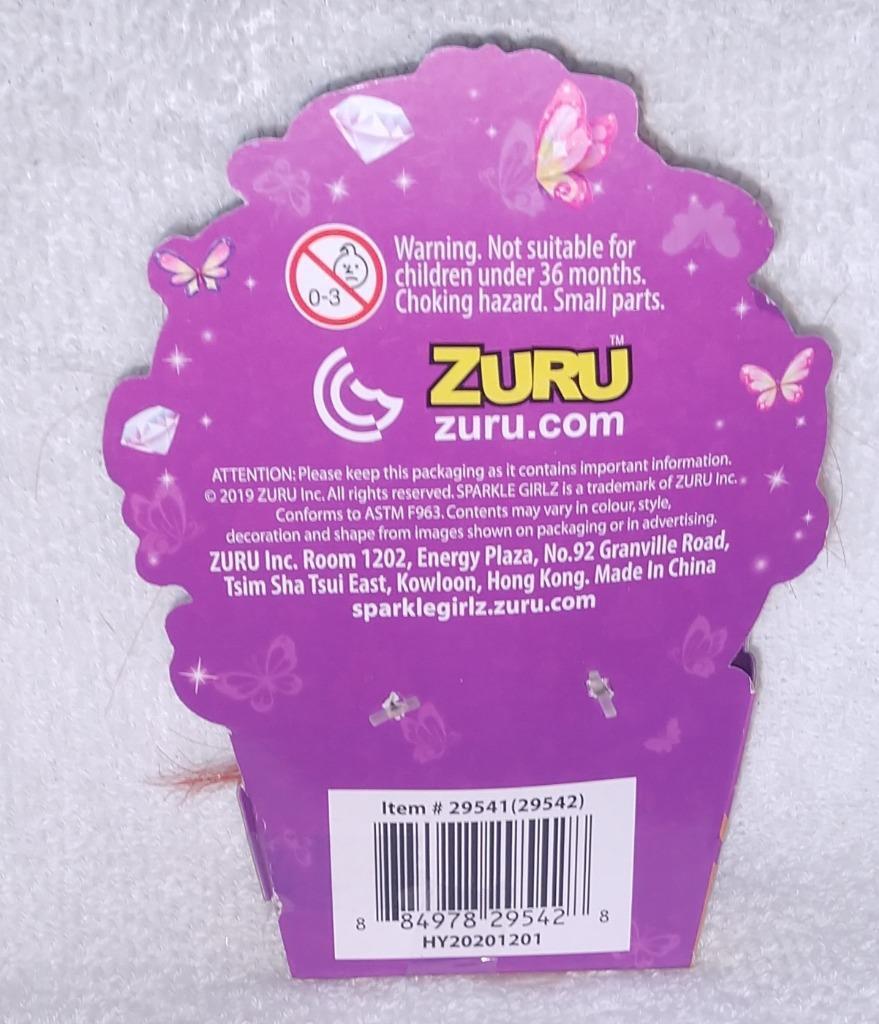 0-3
Warning. Not suitable for
children under 36 months.
Choking hazard. Small parts.
ZURU™
zuru.com
ATTENTION: Please keep this packaging as it contains important information.
© 2019 ZURU Inc. All rights reserved. SPARKLE GIRLZ is a trademark of ZURU Inc.
Conforms to ASTM F963. Contents may vary in colour, style,
decoration and shape from images shown on packaging or in advertising.
ZURU Inc. Room 1202, Energy Plaza, No.92 Granville Road,
Tsim Sha Tsui East, Kowloon, Hong Kong. Made In China
sparklegirlz.zuru.com
Item # 29541(29542)
8 84978 29542 8
HY20201201